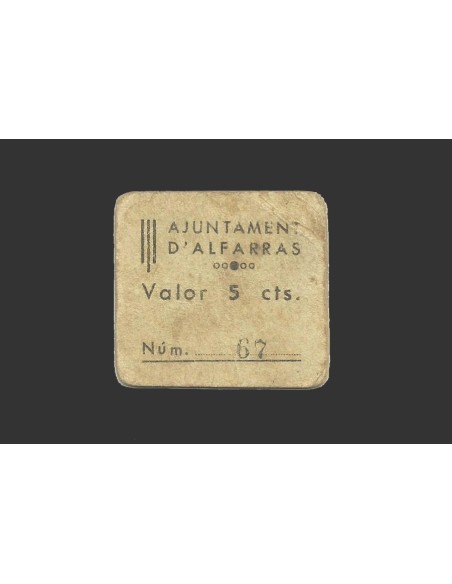 AJUNTAMENT
D'ALFARRAS
Valor 5 cts.
Núm. 67